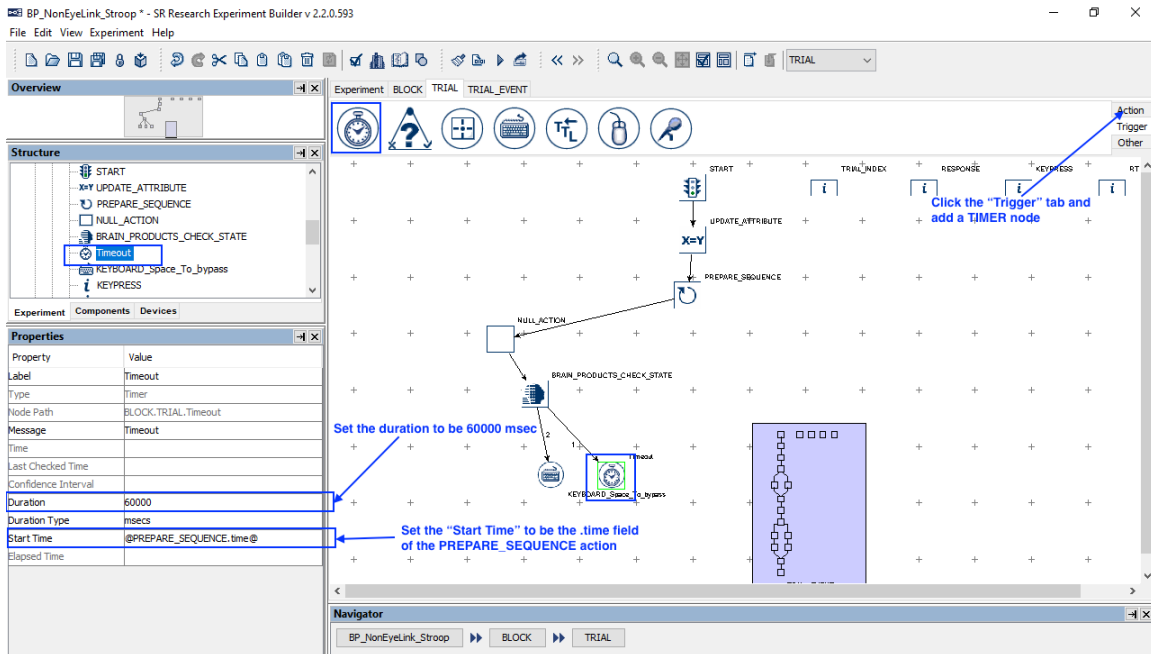 BP_NonEyeLink_Stroop * - SR Research Experiment Builder v 2.2.0.593
File Edit View Experiment Help
TRIAL
Overview
Structure
START
X=Y UPDATE_ATTRIBUTE
PREPARE_SEQUENCE
NULL_ACTION
BRAIN_PRODUCTS_CHECK_STATE
Timeout
KEYBOARD_Space_To_bypass
i KEYPRESS
Experiment Components Devices
Properties
Property Value
Label Timeout
Type Timer
Node Path BLOCK.TRIAL.Timeout
Message Timeout
Time
Last Checked Time
Confidence Interval
Duration 60000
Duration Type msecs
Start Time @PREPARE_SEQUENCE.time@
Elapsed Time
Experiment BLOCK TRIAL TRIAL_EVENT
? TTL
Action
Trigger
Other
START TRIAL_INDEX RESPONSE KEYPRESS RT
i i i i
Click the “Trigger” tab and
add a TIMER node
UPDATE_ATTRIBUTE
X=Y
PREPARE_SEQUENCE
NULL_ACTION
BRAIN_PRODUCTS_CHECK_STATE
Set the duration to be 60000 msec
2 1
Timeout
KEYBOARD_Space_To_bypass
Set the “Start Time” to be the .time field
of the PREPARE_SEQUENCE action
Navigator
BP_NonEyeLink_Stroop BLOCK TRIAL